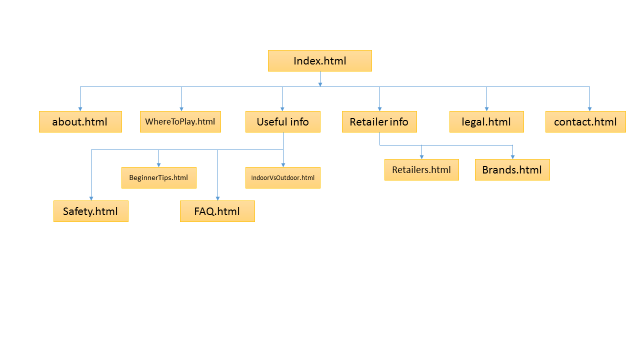 Index.html
about.html
WhereToPlay.html
Useful info
Retailer info
legal.html
contact.html
BeginnerTips.html
IndoorVsOutdoor.html
Retailers.html
Brands.html
Safety.html
FAQ.html